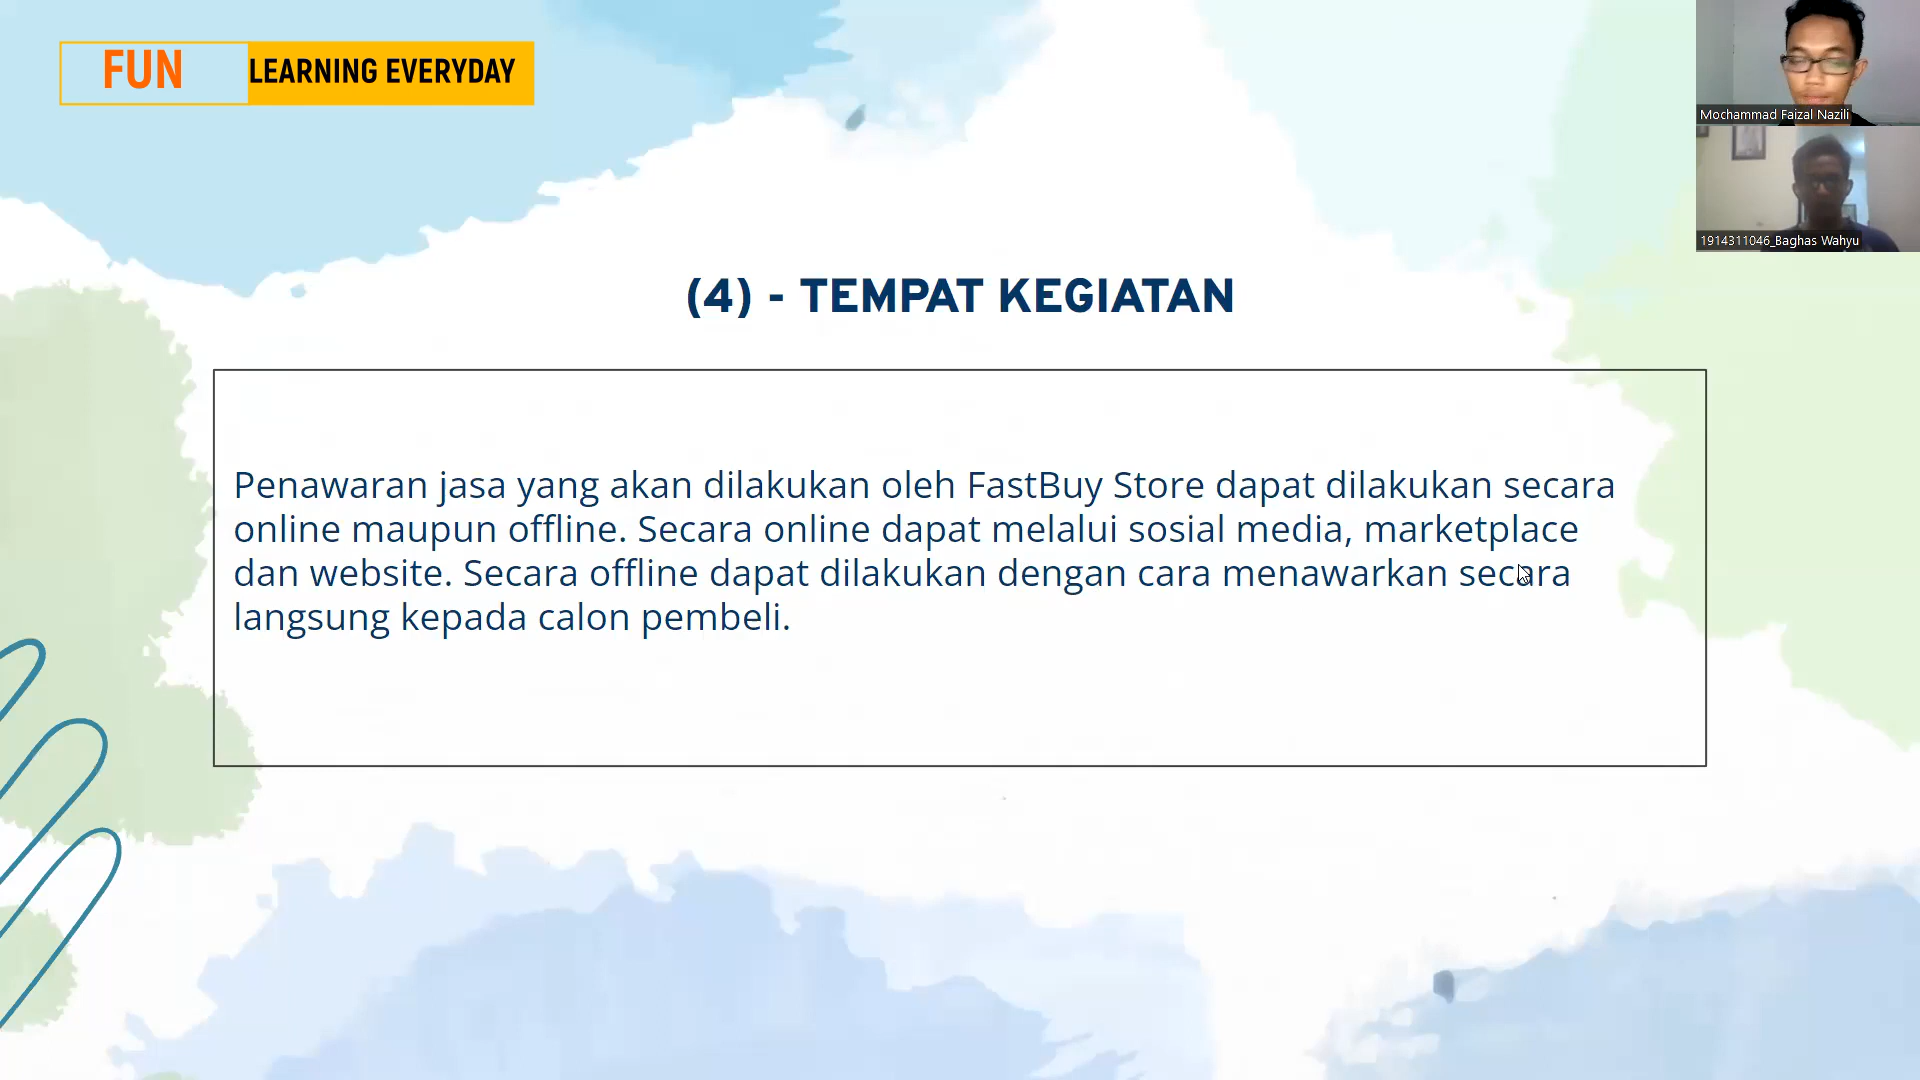 FUN LEARNING EVERYDAY
Mochammad Faizal Nazili
1914311046_Baghas Wahyu
(4) - TEMPAT KEGIATAN
Penawaran jasa yang akan dilakukan oleh FastBuy Store dapat dilakukan secara
online maupun offline. Secara online dapat melalui sosial media, marketplace
dan website. Secara offline dapat dilakukan dengan cara menawarkan secara
langsung kepada calon pembeli.